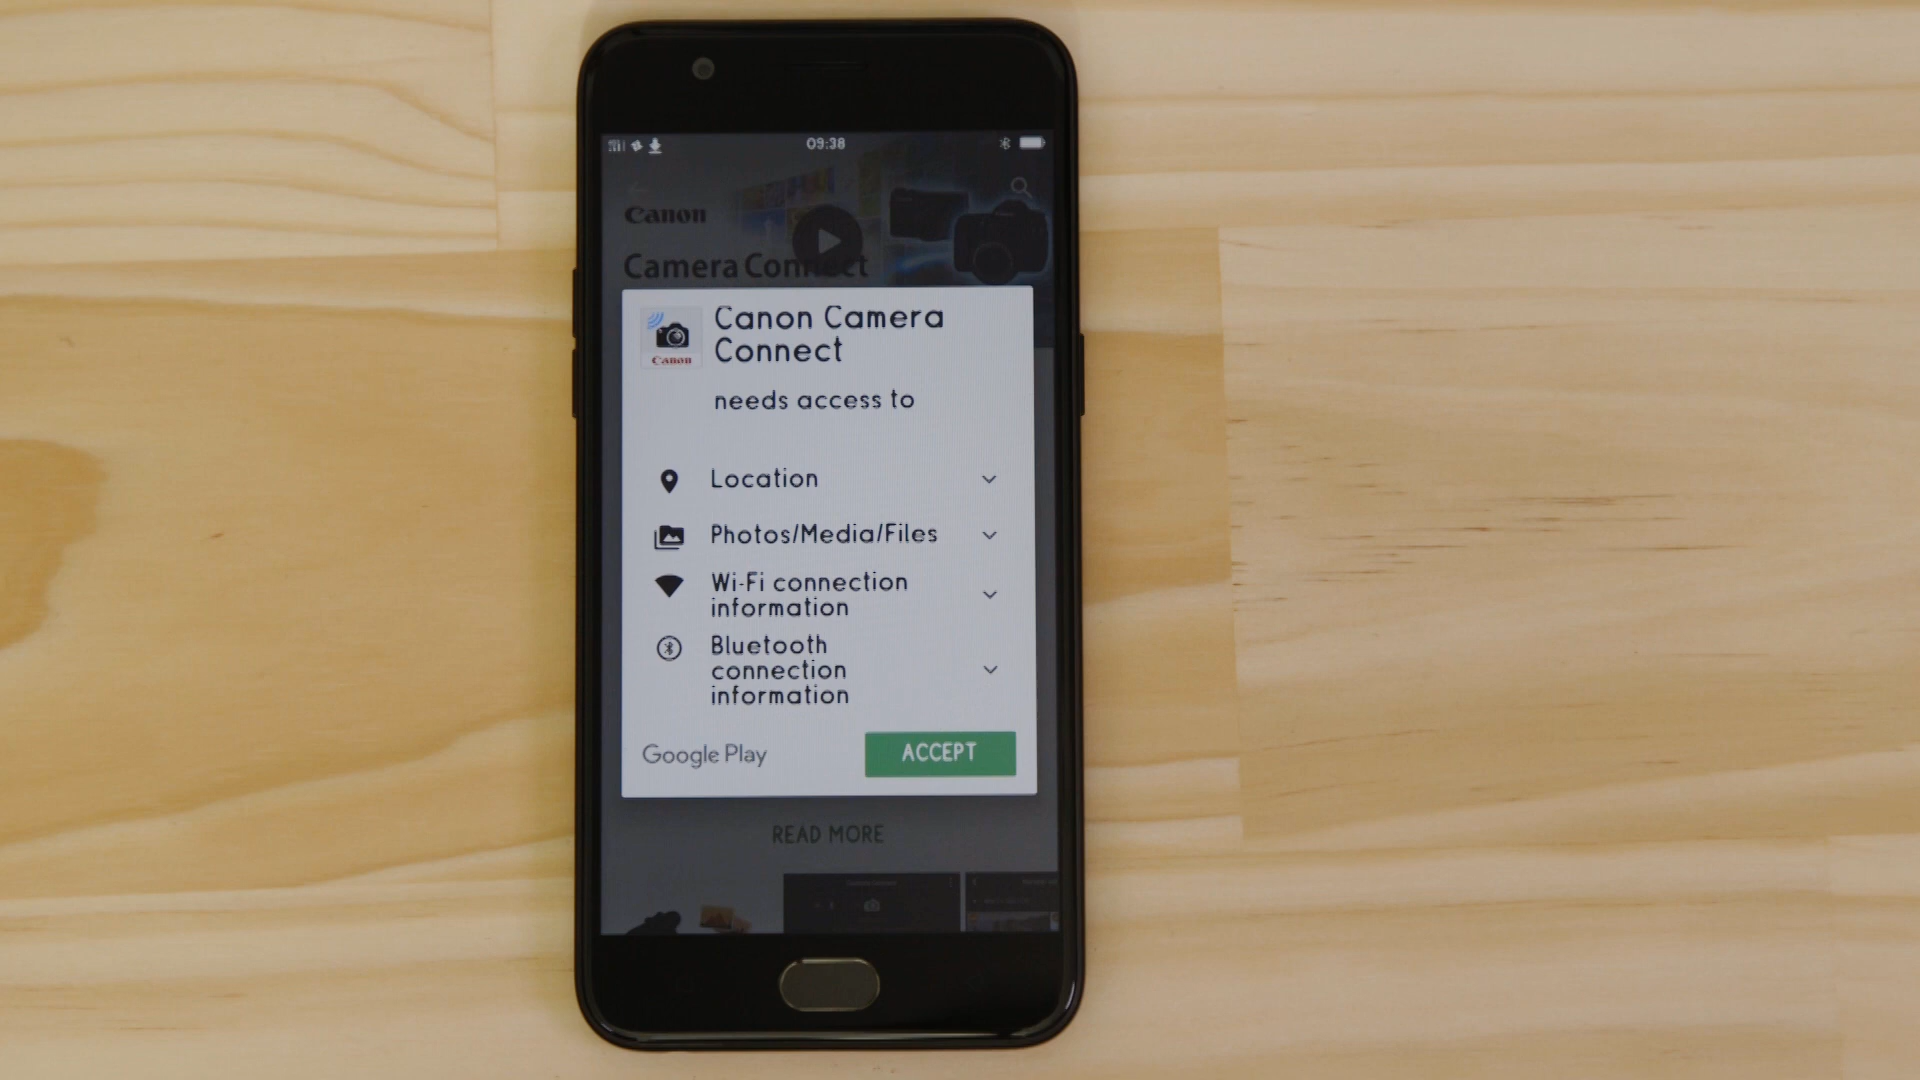 09:38
Canon
Camera Connect
Canon
Canon Camera
Connect
needs access to
Location
Photos/Media/Files
Wi-Fi connection
information
Bluetooth
connection
information
Google Play
ACCEPT
READ MORE